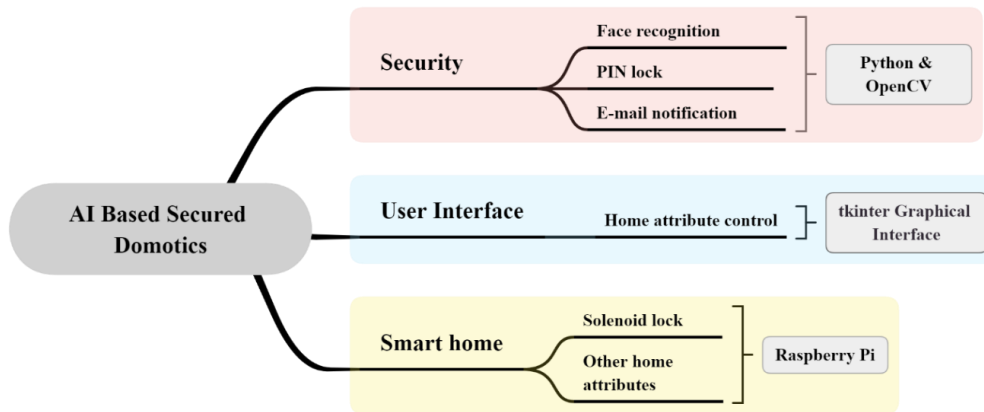 AI Based Secured
Domotics
Security
Face recognition
PIN lock
E-mail notification
Python &
OpenCV
User Interface
Home attribute control
tkinter Graphical
Interface
Smart home
Solenoid lock
Other home
attributes
Raspberry Pi